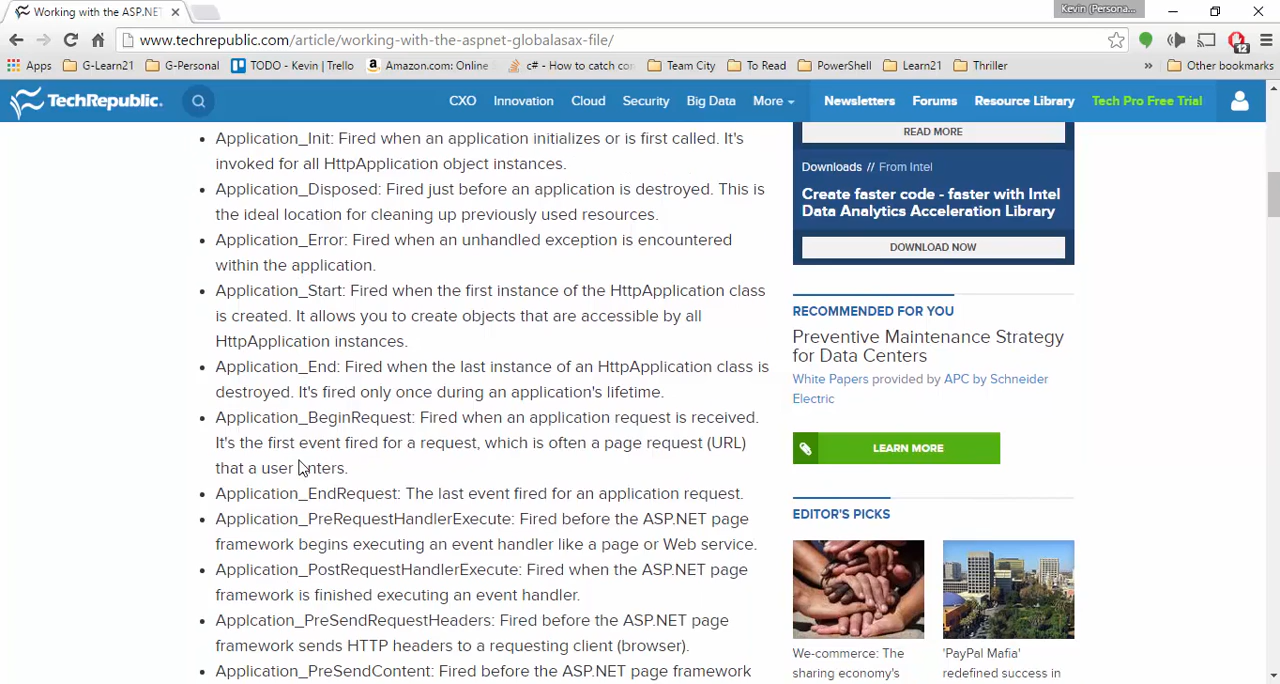 Working with the ASP.NET
Kevin (Persona...
www.techrepublic.com/article/working-with-the-aspnet-globalasax-file/
12
Apps G-Learn21 G-Personal TODO - Kevin | Trello Amazon.com: Online c# - How to catch co Team City To Read PowerShell Learn21 Thriller » Other bookmarks
TechRepublic. CXO Innovation Cloud Security Big Data More Newsletters Forums Resource Library Tech Pro Free Trial
• Application_Init: Fired when an application initializes or is first called. It's
invoked for all HttpApplication object instances.
• Application_Disposed: Fired just before an application is destroyed. This is
the ideal location for cleaning up previously used resources.
• Application_Error: Fired when an unhandled exception is encountered
within the application.
• Application_Start: Fired when the first instance of the HttpApplication class
is created. It allows you to create objects that are accessible by all
HttpApplication instances.
• Application_End: Fired when the last instance of an HttpApplication class is
destroyed. It's fired only once during an application's lifetime.
• Application_BeginRequest: Fired when an application request is received.
It's the first event fired for a request, which is often a page request (URL)
that a user enters.
• Application_EndRequest: The last event fired for an application request.
• Application_PreRequestHandlerExecute: Fired before the ASP.NET page
framework begins executing an event handler like a page or Web service.
• Application_PostRequestHandlerExecute: Fired when the ASP.NET page
framework is finished executing an event handler.
• Applcation_PreSendRequestHeaders: Fired before the ASP.NET page
framework sends HTTP headers to a requesting client (browser).
• Application_PreSendContent: Fired before the ASP.NET page framework
READ MORE
Downloads // From Intel
Create faster code - faster with Intel
Data Analytics Acceleration Library
DOWNLOAD NOW
RECOMMENDED FOR YOU
Preventive Maintenance Strategy
for Data Centers
White Papers provided by APC by Schneider
Electric
LEARN MORE
EDITOR'S PICKS
We-commerce: The
sharing economy's
'PayPal Mafia'
redefined success in